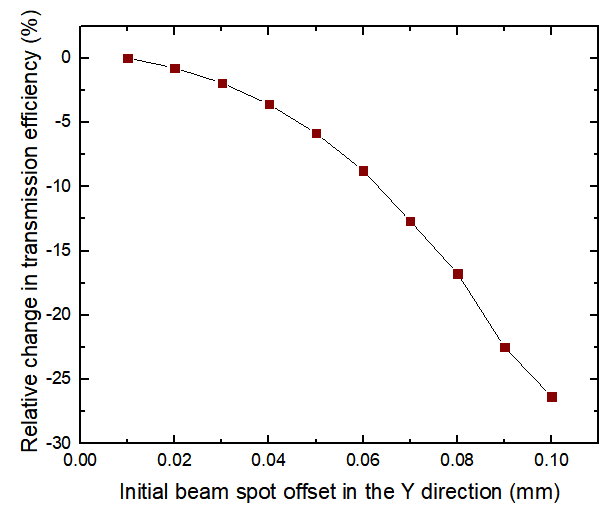 Relative change in transmission efficiency (%)
0
-5
-10
-15
-20
-25
-30
0.00 0.02 0.04 0.06 0.08 0.10
Initial beam spot offset in the Y direction (mm)